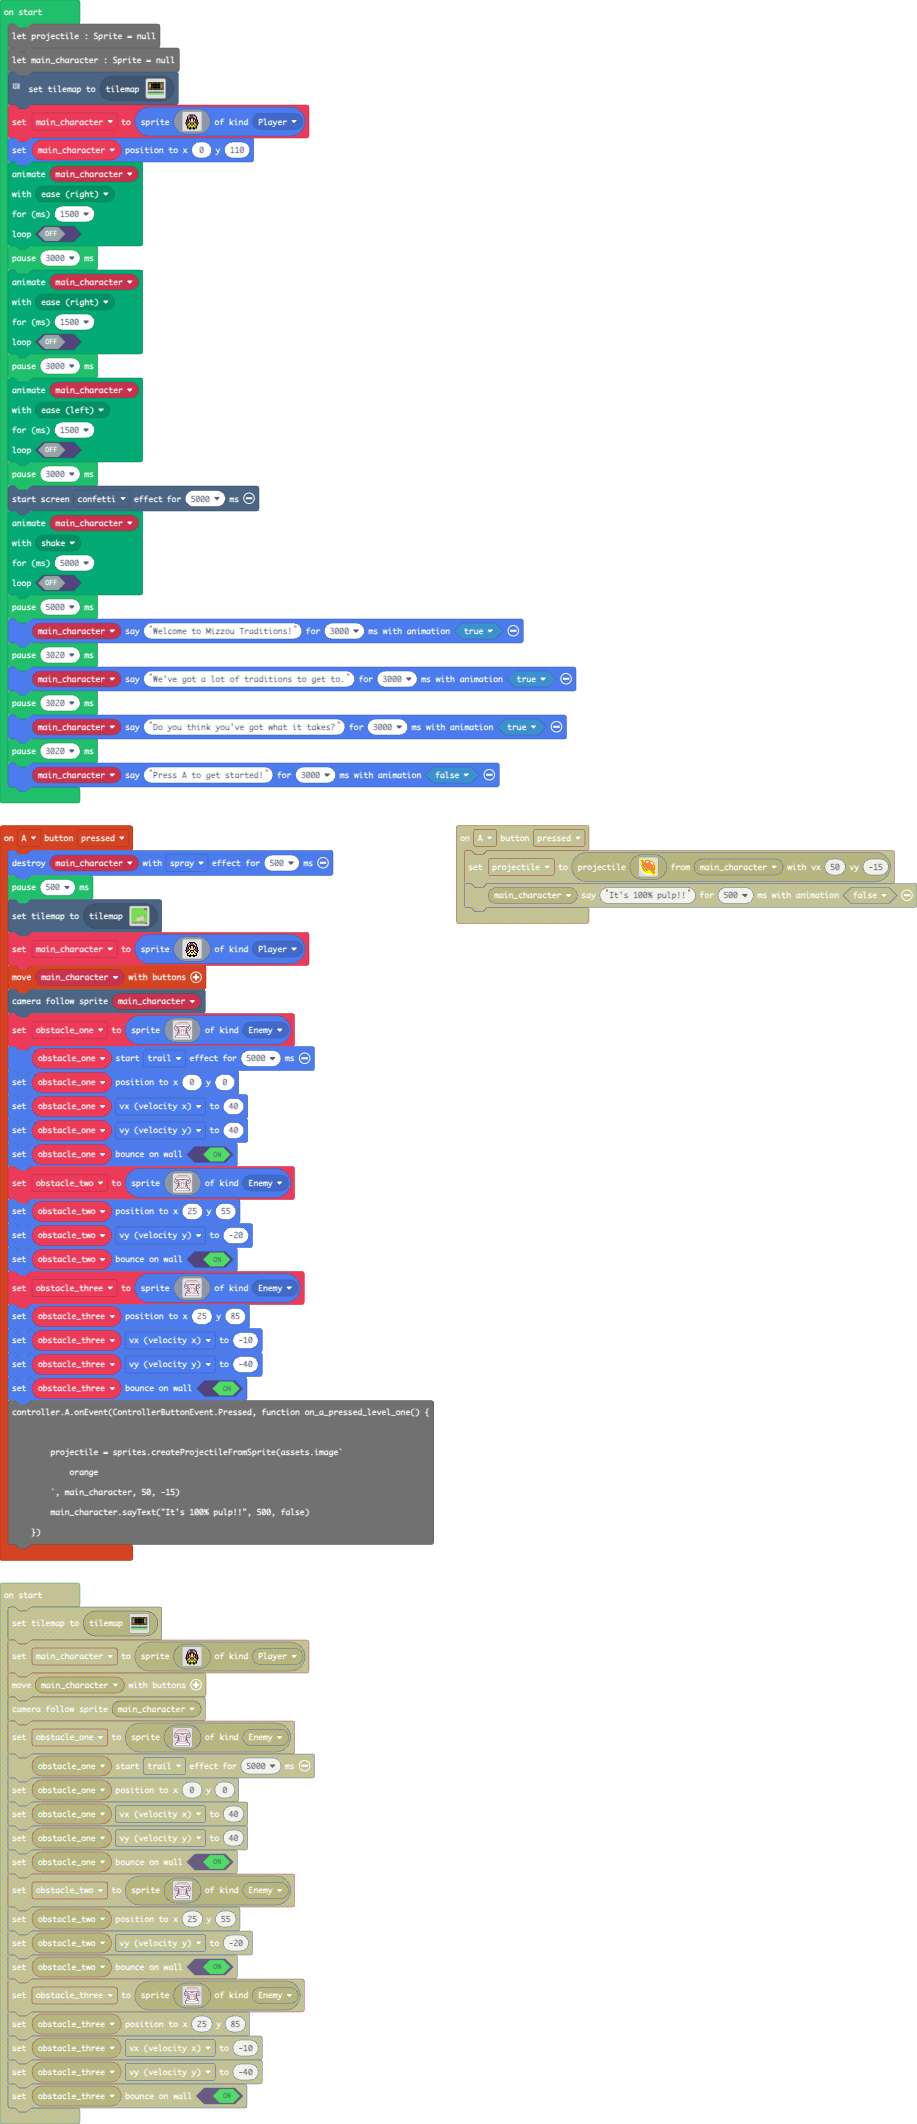 on start
let projectile : Sprite = null
let main_character : Sprite = null
set tilemap to tilemap
set main_character to sprite of kind Player
set main_character position to x 0 y 110
animate main_character
with ease (right)
for (ms) 1500
loop OFF
pause 3000 ms
animate main_character
with ease (right)
for (ms) 1500
loop OFF
pause 3000 ms
animate main_character
with ease (left)
for (ms) 1500
loop OFF
pause 3000 ms
start screen confetti effect for 5000 ms
animate main_character
with shake
for (ms) 5000
loop OFF
pause 5000 ms
main_character say "Welcome to Mizzou Traditions!" for 3000 ms with animation true
pause 3020 ms
main_character say "We've got a lot of traditions to get to." for 3000 ms with animation true
pause 3020 ms
main_character say "Do you think you've got what it takes?" for 3000 ms with animation true
pause 3020 ms
main_character say "Press A to get started!" for 3000 ms with animation false
on A button pressed
destroy main_character with spray effect for 500 ms
pause 500 ms
set tilemap to tilemap
set main_character to sprite of kind Player
move main_character with buttons
camera follow sprite main_character
set obstacle_one to sprite of kind Enemy
obstacle_one start trail effect for 5000 ms
set obstacle_one position to x 0 y 0
set obstacle_one vx (velocity x) to 40
set obstacle_one vy (velocity y) to 40
set obstacle_one bounce on wall ON
set obstacle_two to sprite of kind Enemy
set obstacle_two position to x 25 y 55
set obstacle_two vy (velocity y) to -20
set obstacle_two bounce on wall ON
set obstacle_three to sprite of kind Enemy
set obstacle_three position to x 25 y 85
set obstacle_three vx (velocity x) to -10
set obstacle_three vy (velocity y) to -40
set obstacle_three bounce on wall ON
controller.A.onEvent(ControllerButtonEvent.Pressed, function on_a_pressed_level_one() {
projectile = sprites.createProjectileFromSprite(assets.image`
orange
`, main_character, 50, -15)
main_character.sayText("It's 100% pulp!!", 500, false)
})
on A button pressed
set projectile to projectile from main_character with vx 50 vy -15
main_character say "It's 100% pulp!!" for 500 ms with animation false
on start
set tilemap to tilemap
set main_character to sprite of kind Player
move main_character with buttons
camera follow sprite main_character
set obstacle_one to sprite of kind Enemy
obstacle_one start trail effect for 5000 ms
set obstacle_one position to x 0 y 0
set obstacle_one vx (velocity x) to 40
set obstacle_one vy (velocity y) to 40
set obstacle_one bounce on wall ON
set obstacle_two to sprite of kind Enemy
set obstacle_two position to x 25 y 55
set obstacle_two vy (velocity y) to -20
set obstacle_two bounce on wall ON
set obstacle_three to sprite of kind Enemy
set obstacle_three position to x 25 y 85
set obstacle_three vx (velocity x) to -10
set obstacle_three vy (velocity y) to -40
set obstacle_three bounce on wall ON